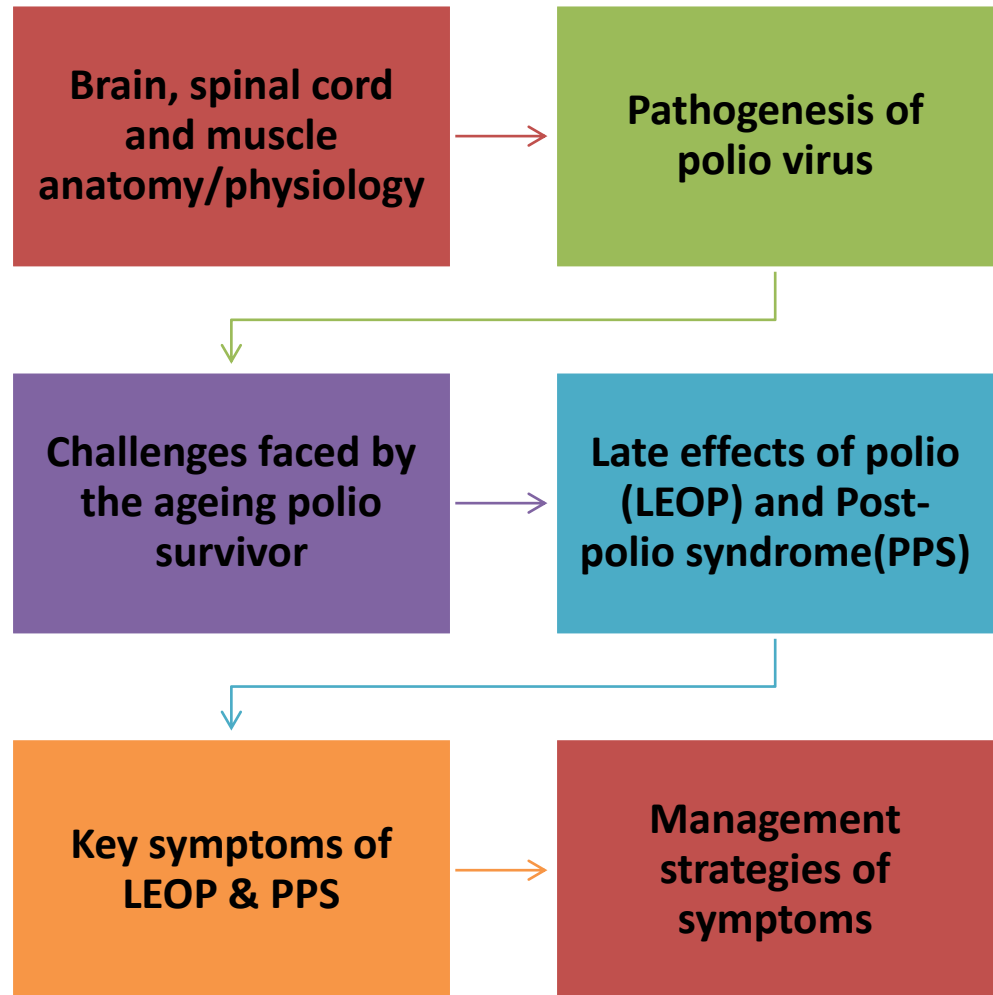 Brain, spinal cord
and muscle
anatomy/physiology
Pathogenesis of
polio virus
Challenges faced by
the ageing polio
survivor
Late effects of polio
(LEOP) and Post-
polio syndrome(PPS)
Key symptoms of
LEOP & PPS
Management
strategies of
symptoms